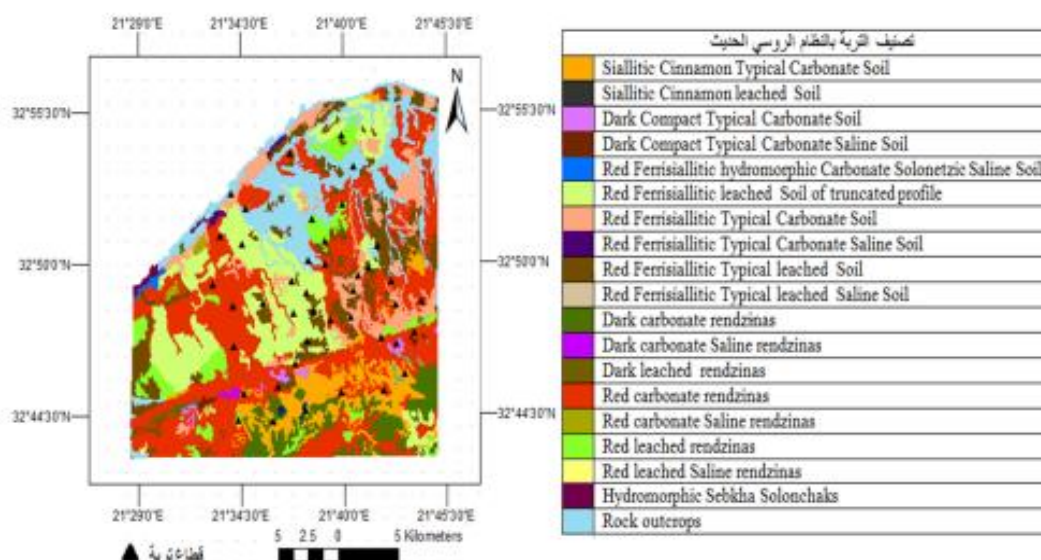 21°29'0"E 21°34'30"E 21°40'0"E 21°45'30"E
N
32°55'30"N 32°55'30"N
32°50'0"N 32°50'0"N
32°44'30"N 32°44'30"N
21°29'0"E 21°34'30"E 21°40'0"E 21°45'30"E
5 2.5 0 5 Kilometers
قطاعات تربة
تصنيف التربة بالنظام الروسي الحديث
Siallitic Cinnamon Typical Carbonate Soil
Siallitic Cinnamon leached Soil
Dark Compact Typical Carbonate Soil
Dark Compact Typical Carbonate Saline Soil
Red Ferrisiallitic hydromorphic Carbonate Solonetzic Saline Soil
Red Ferrisiallitic leached Soil of truncated profile
Red Ferrisiallitic Typical Carbonate Soil
Red Ferrisiallitic Typical Carbonate Saline Soil
Red Ferrisiallitic Typical leached Soil
Red Ferrisiallitic Typical leached Saline Soil
Dark carbonate rendzinas
Dark carbonate Saline rendzinas
Dark leached rendzinas
Red carbonate rendzinas
Red carbonate Saline rendzinas
Red leached rendzinas
Red leached Saline rendzinas
Hydromorphic Sebkha Solonchaks
Rock outcrops